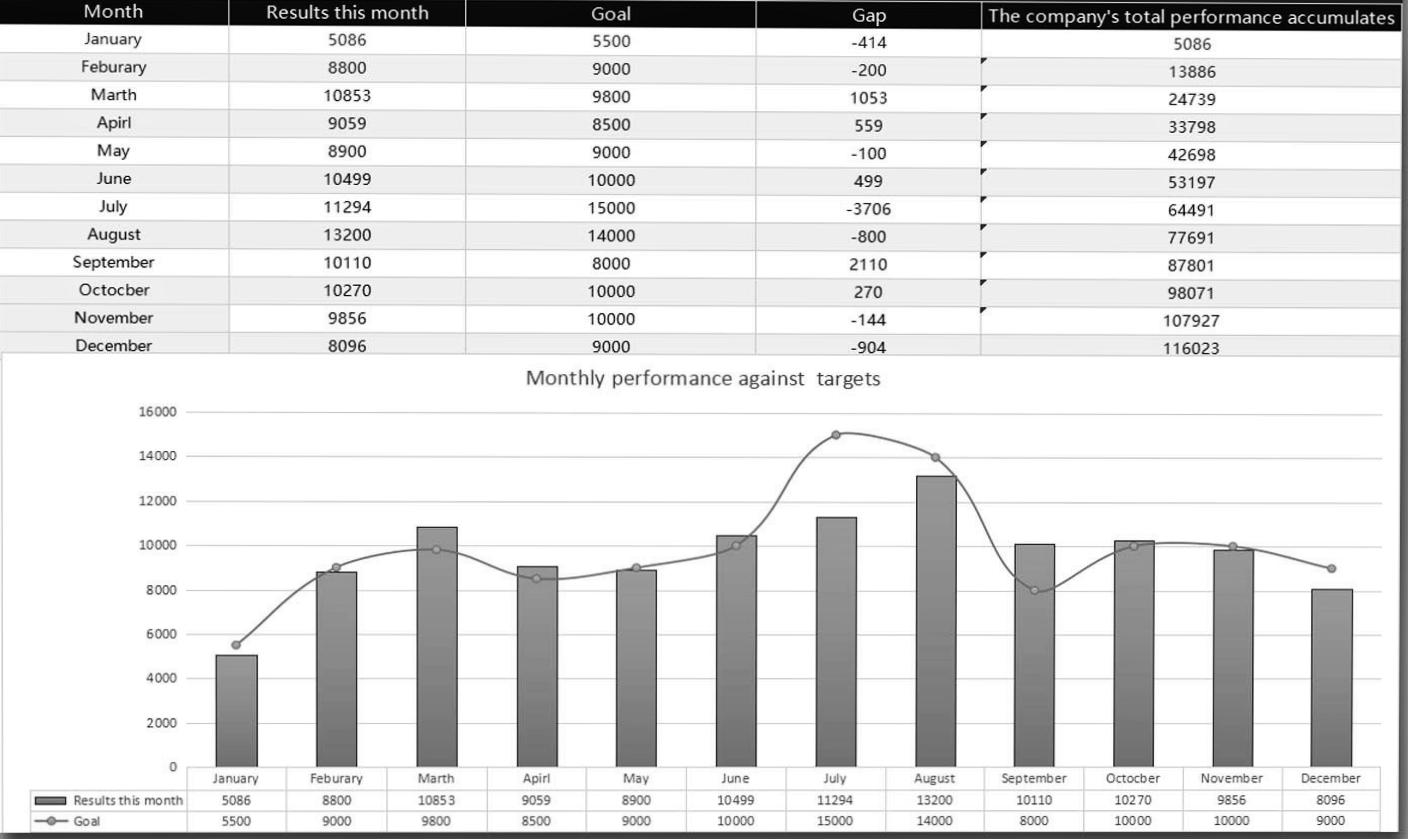 Month Results this month Goal Gap The company's total performance accumulates
January 5086 5500 -414 5086
Feburary 8800 9000 -200 13886
Marth 10853 9800 1053 24739
Apirl 9059 8500 559 33798
May 8900 9000 -100 42698
June 10499 10000 499 53197
July 11294 15000 -3706 64491
August 13200 14000 -800 77691
September 10110 8000 2110 87801
Octocber 10270 10000 270 98071
November 9856 10000 -144 107927
December 8096 9000 -904 116023
Monthly performance against targets
16000
14000
12000
10000
8000
6000
4000
2000
0
January Feburary Marth Apirl May June July August September Octocber November December
Results this month 5086 8800 10853 9059 8900 10499 11294 13200 10110 10270 9856 8096
Goal 5500 9000 9800 8500 9000 10000 15000 14000 8000 10000 10000 9000